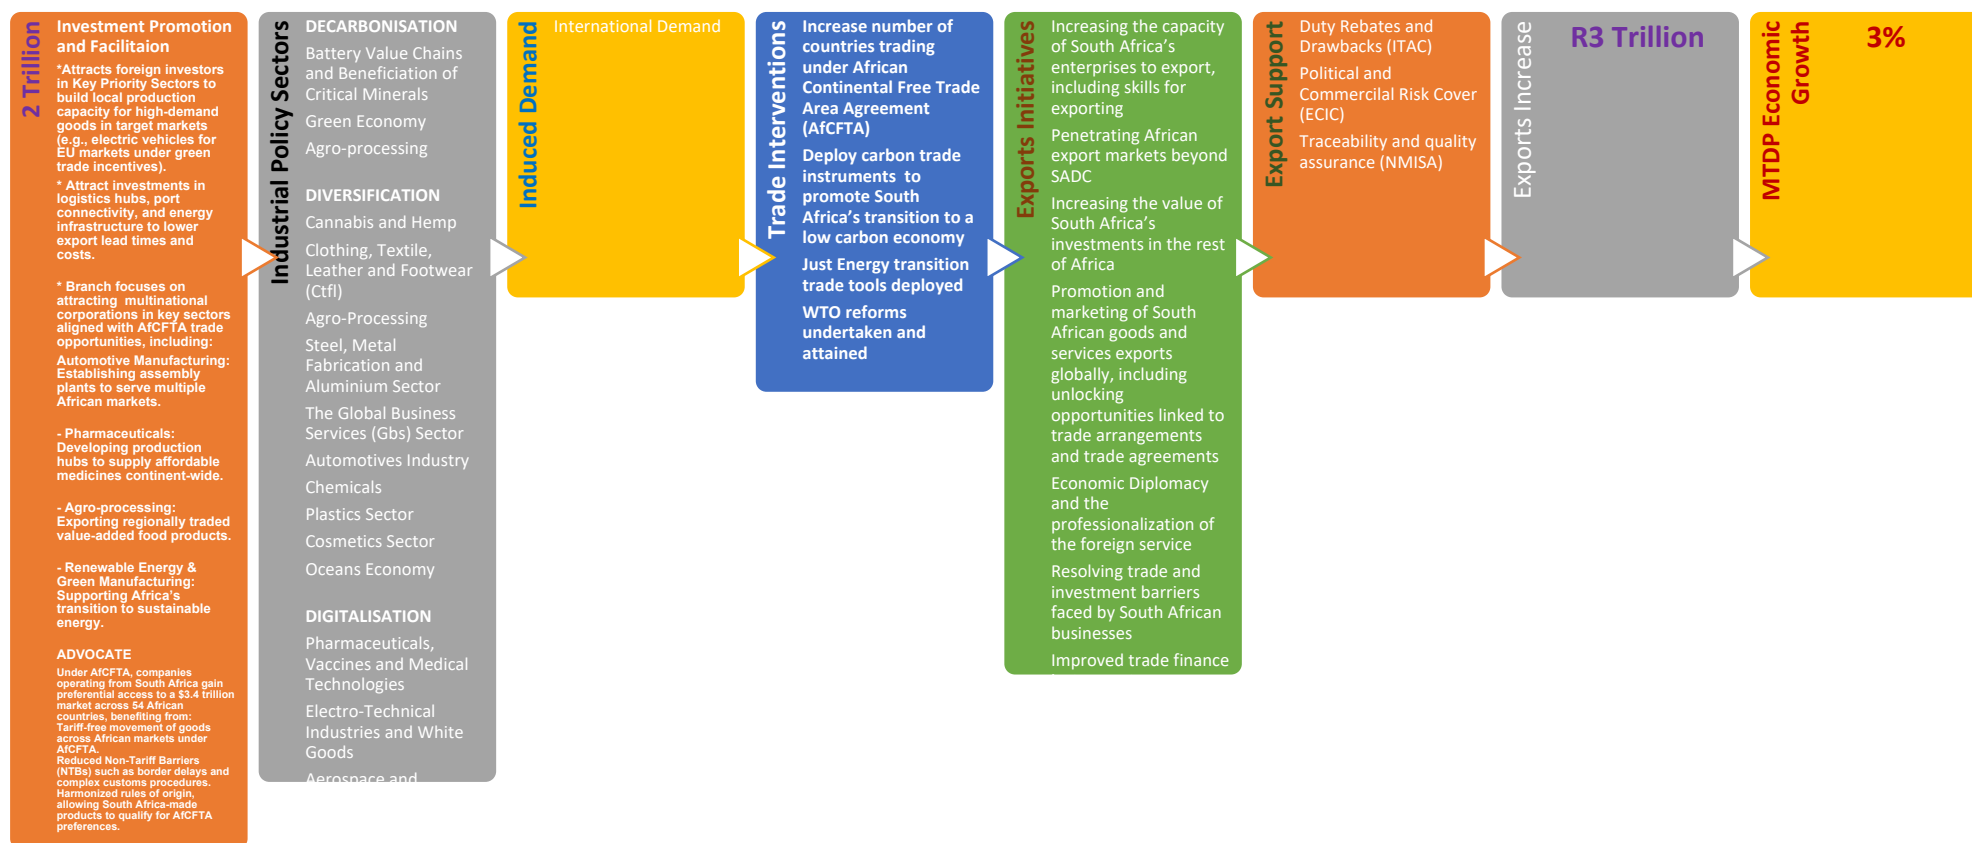 2 Trillion
Investment Promotion
and Facilitaion
*Attracts foreign investors
in Key Priority Sectors to
build local production
capacity for high-demand
goods in target markets
(e.g., electric vehicles for
EU markets under green
trade incentives).
* Attract investments in
logistics hubs, port
connectivity, and energy
infrastructure to lower
export lead times and
costs.
* Branch focuses on
attracting multinational
corporations in key sectors
aligned with AfCFTA trade
opportunities, including:
Automotive Manufacturing:
Establishing assembly
plants to serve multiple
African markets.
- Pharmaceuticals:
Developing production
hubs to supply affordable
medicines continent-wide.
- Agro-processing:
Exporting regionally traded
value-added food products.
- Renewable Energy &
Green Manufacturing:
Supporting Africa's
transition to sustainable
energy.
ADVOCATE
Under AfCFTA, companies
operating from South Africa gain
preferential access to a $3.4 trillion
market across 54 African
countries, benefiting from:
Tariff-free movement of goods
across African markets under
AfCFTA.
Reduced Non-Tariff Barriers
(NTBs) such as border delays and
complex customs procedures.
Harmonized rules of origin,
allowing South Africa-made
products to qualify for AfCFTA
preferences.
Industrial Policy Sectors
DECARBONISATION
Battery Value Chains
and Beneficiation of
Critical Minerals
Green Economy
Agro-processing
DIVERSIFICATION
Cannabis and Hemp
Clothing, Textile,
Leather and Footwear
(Ctfl)
Agro-Processing
Steel, Metal
Fabrication and
Aluminium Sector
The Global Business
Services (Gbs) Sector
Automotives Industry
Chemicals
Plastics Sector
Cosmetics Sector
Oceans Economy
DIGITALISATION
Pharmaceuticals,
Vaccines and Medical
Technologies
Electro-Technical
Industries and White
Goods
Aerospace and
Induced Demand
International Demand
Trade Interventions
Increase number of
countries trading
under African
Continental Free Trade
Area Agreement
(AfCFTA)
Deploy carbon trade
instruments to
promote South
Africa's transition to a
low carbon economy
Just Energy transition
trade tools deployed
WTO reforms
undertaken and
attained
Exports Initiatives
Increasing the capacity
of South Africa's
enterprises to export,
including skills for
exporting
Penetrating African
export markets beyond
SADC
Increasing the value of
South Africa's
investments in the rest
of Africa
Promotion and
marketing of South
African goods and
services exports
globally, including
unlocking
opportunities linked to
trade arrangements
and trade agreements
Economic Diplomacy
and the
professionalization of
the foreign service
Resolving trade and
investment barriers
faced by South African
businesses
Improved trade finance
Export Support
Duty Rebates and
Drawbacks (ITAC)
Political and
Commercilal Risk Cover
(ECIC)
Traceability and quality
assurance (NMISA)
Exports Increase
R3 Trillion
MTDP Economic
Growth
3%